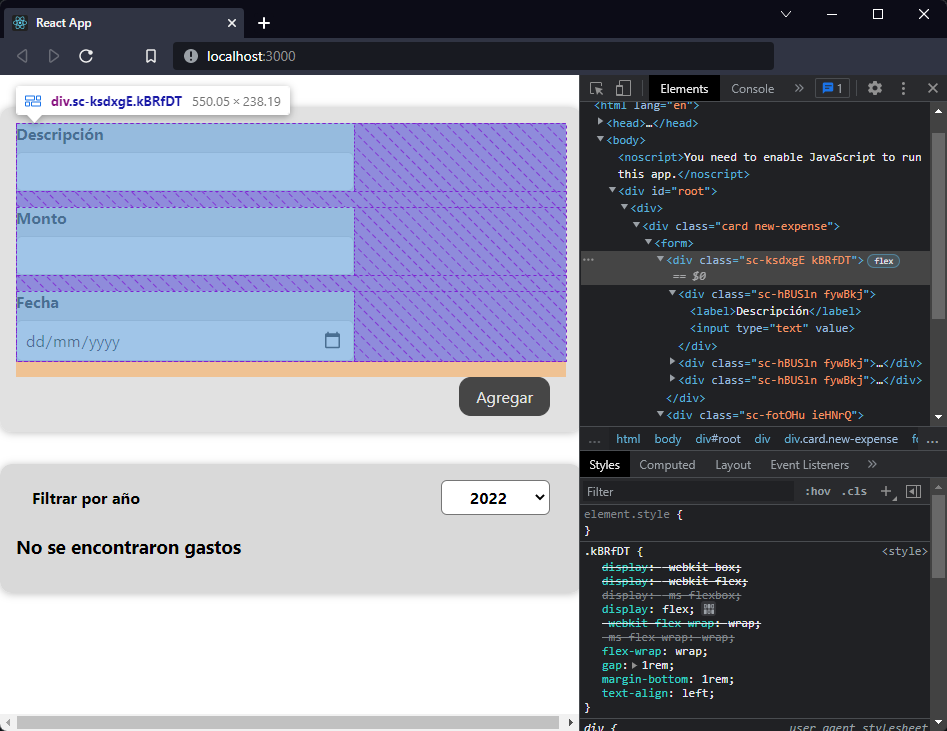 React App
localhost:3000
div.sc-ksdxgE.kBRfDT 550.05 × 238.19
Descripción
Monto
Fecha
dd/mm/yyyy
Agregar
Filtrar por año
2022
No se encontraron gastos
Elements
Console
»
1
<html lang="en">
<head>…</head>
<body>
<noscript>You need to enable JavaScript to run
this app.</noscript>
<div id="root">
<div>
<div class="card new-expense">
<form>
<div class="sc-ksdxgE kBRfDT"> flex
== $0
<div class="sc-hBUSln fywBkj">
<label>Descripción</label>
<input type="text" value>
</div>
<div class="sc-hBUSln fywBkj">…</div>
<div class="sc-hBUSln fywBkj">…</div>
</div>
<div class="sc-fotOHu ieHNrQ">
… html body div#root div div.card.new-expense fo …
Styles Computed Layout Event Listeners »
Filter :hov .cls +
element.style {
}
.kBRfDT { <style>
display: -webkit-box;
display: -webkit-flex;
display: -ms-flexbox;
display: flex;
-webkit-flex-wrap: wrap;
-ms-flex-wrap: wrap;
flex-wrap: wrap;
gap: 1rem;
margin-bottom: 1rem;
text-align: left;
}
div { user agent stylesheet